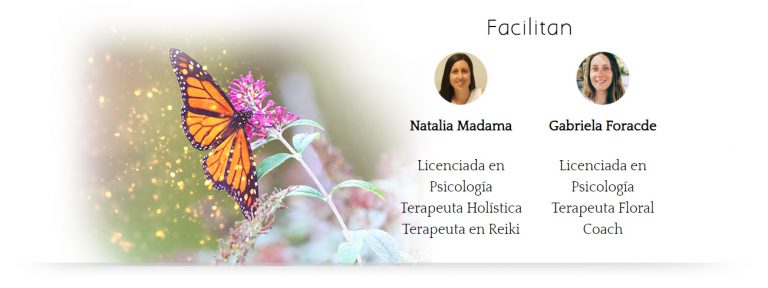 Facilitan
Natalia Madama
Licenciada en
Psicología
Terapeuta Holística
Terapeuta en Reiki
Gabriela Foracde
Licenciada en
Psicología
Terapeuta Floral
Coach